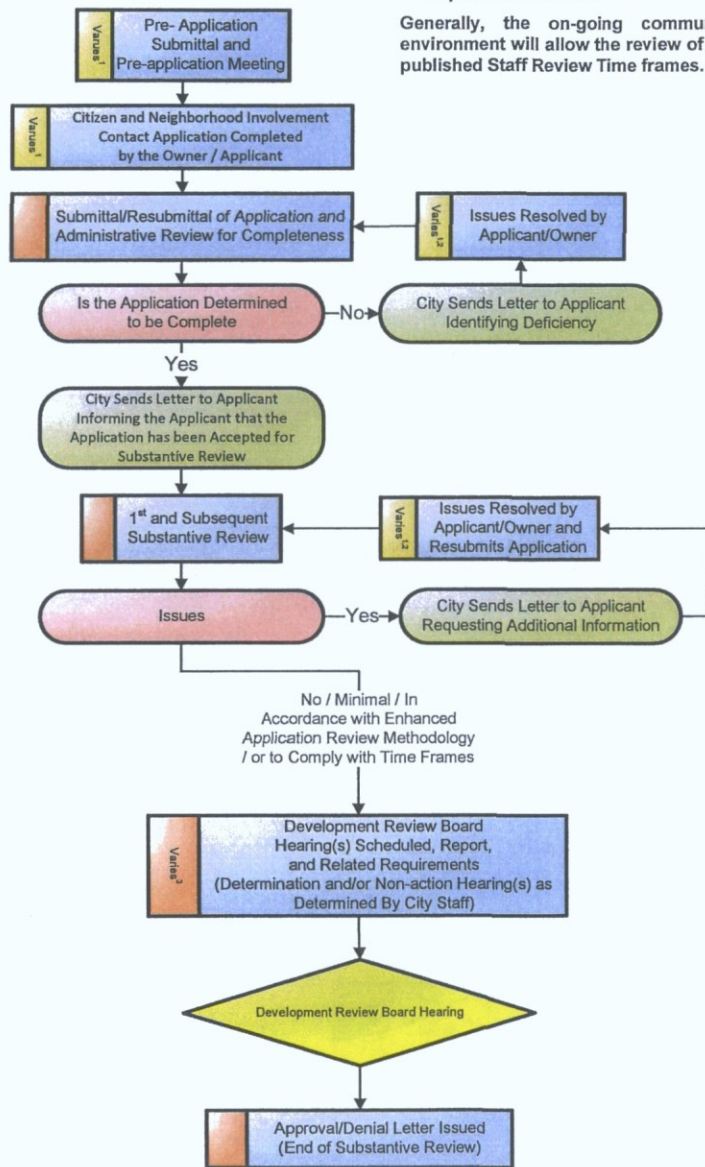 Generally, the on-going commu
environment will allow the review of
published Staff Review Time frames.
Varues1
Pre- Application
Submittal and
Pre-application Meeting
Varues1
Citizen and Neighborhood Involvement
Contact Application Completed
by the Owner / Applicant
Submittal/Resubmittal of Application and
Administrative Review for Completeness
Varies1,2
Issues Resolved by
Applicant/Owner
Is the Application Determined
to be Complete
No
City Sends Letter to Applicant
Identifying Deficiency
Yes
City Sends Letter to Applicant
Informing the Applicant that the
Application has been Accepted for
Substantive Review
1st and Subsequent
Substantive Review
Varies1,2
Issues Resolved by
Applicant/Owner and
Resubmits Application
Issues
Yes
City Sends Letter to Applicant
Requesting Additional Information
No / Minimal / In
Accordance with Enhanced
Application Review Methodology
/ or to Comply with Time Frames
Varies3
Development Review Board
Hearing(s) Scheduled, Report,
and Related Requirements
(Determination and/or Non-action Hearing(s) as
Determined By City Staff)
Development Review Board Hearing
Approval/Denial Letter Issued
(End of Substantive Review)